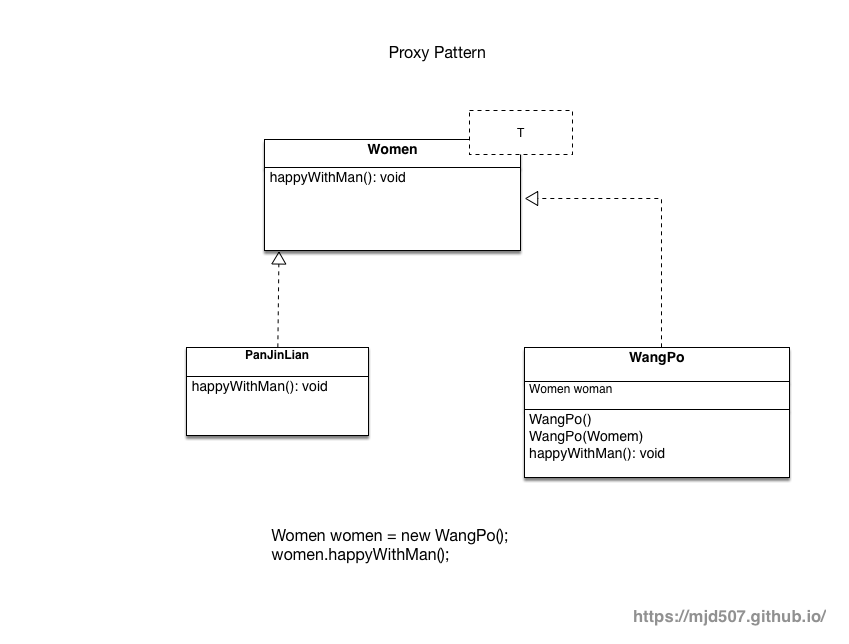 Proxy Pattern
T
Women
happyWithMan(): void
PanJinLian
happyWithMan(): void
WangPo
Women woman
WangPo()
WangPo(Womem)
happyWithMan(): void
Women women = new WangPo();
women.happyWithMan();
https://mjd507.github.io/